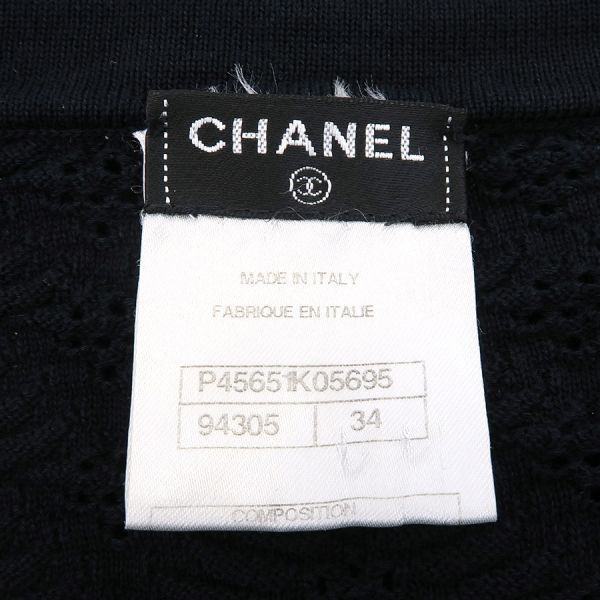 CHANEL
MADE IN ITALY
FABRIQUE EN ITALIE
P45651K05695
94305 34
COMPOSITION